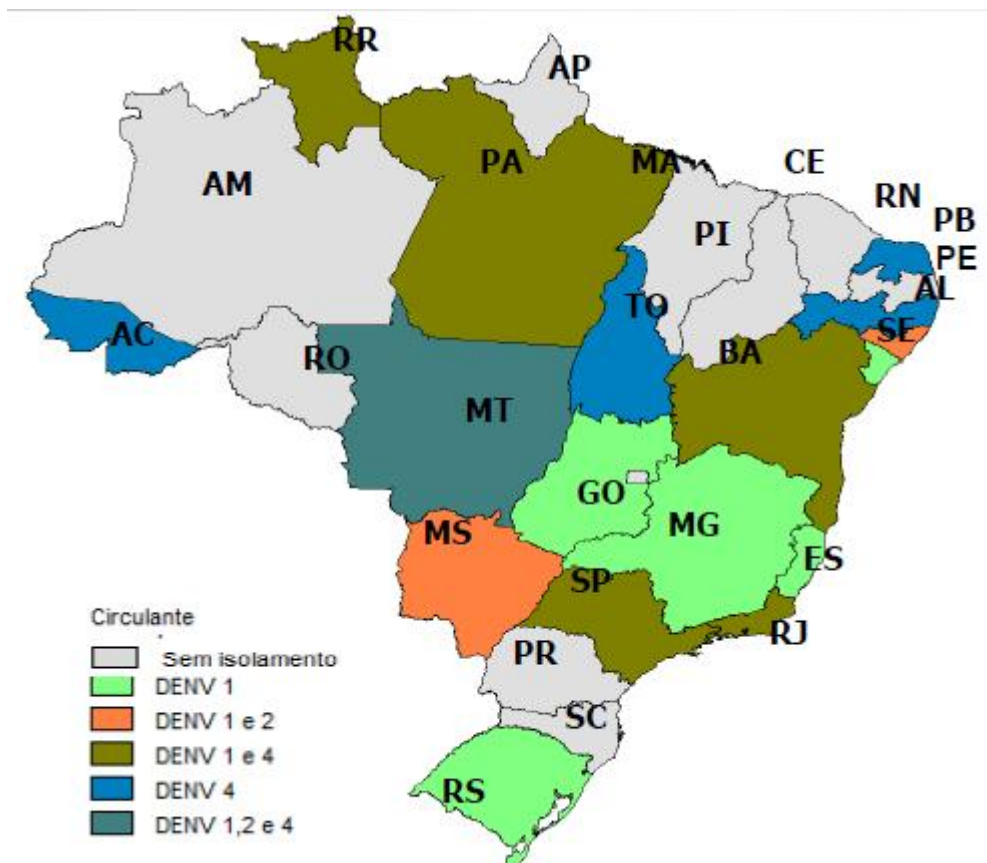 RR
AP
AM
PA
MA
CE
RN
PB
PI
PE
AL
TO
AC
SE
RO
BA
MT
GO
MS
MG
ES
SP
RJ
PR
SC
RS
Circulante
Sem isolamento
DENV 1
DENV 1 e 2
DENV 1 e 4
DENV 4
DENV 1,2 e 4